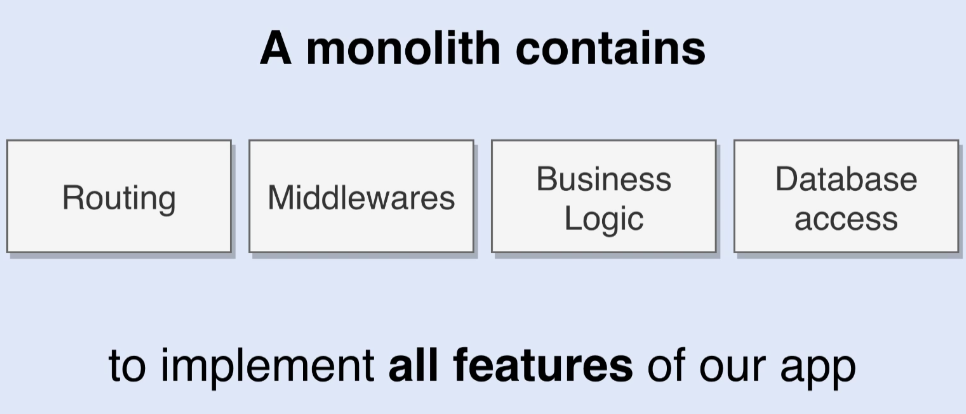 A monolith contains
Routing
Middlewares
Business
Logic
Database
access
to implement all features of our app